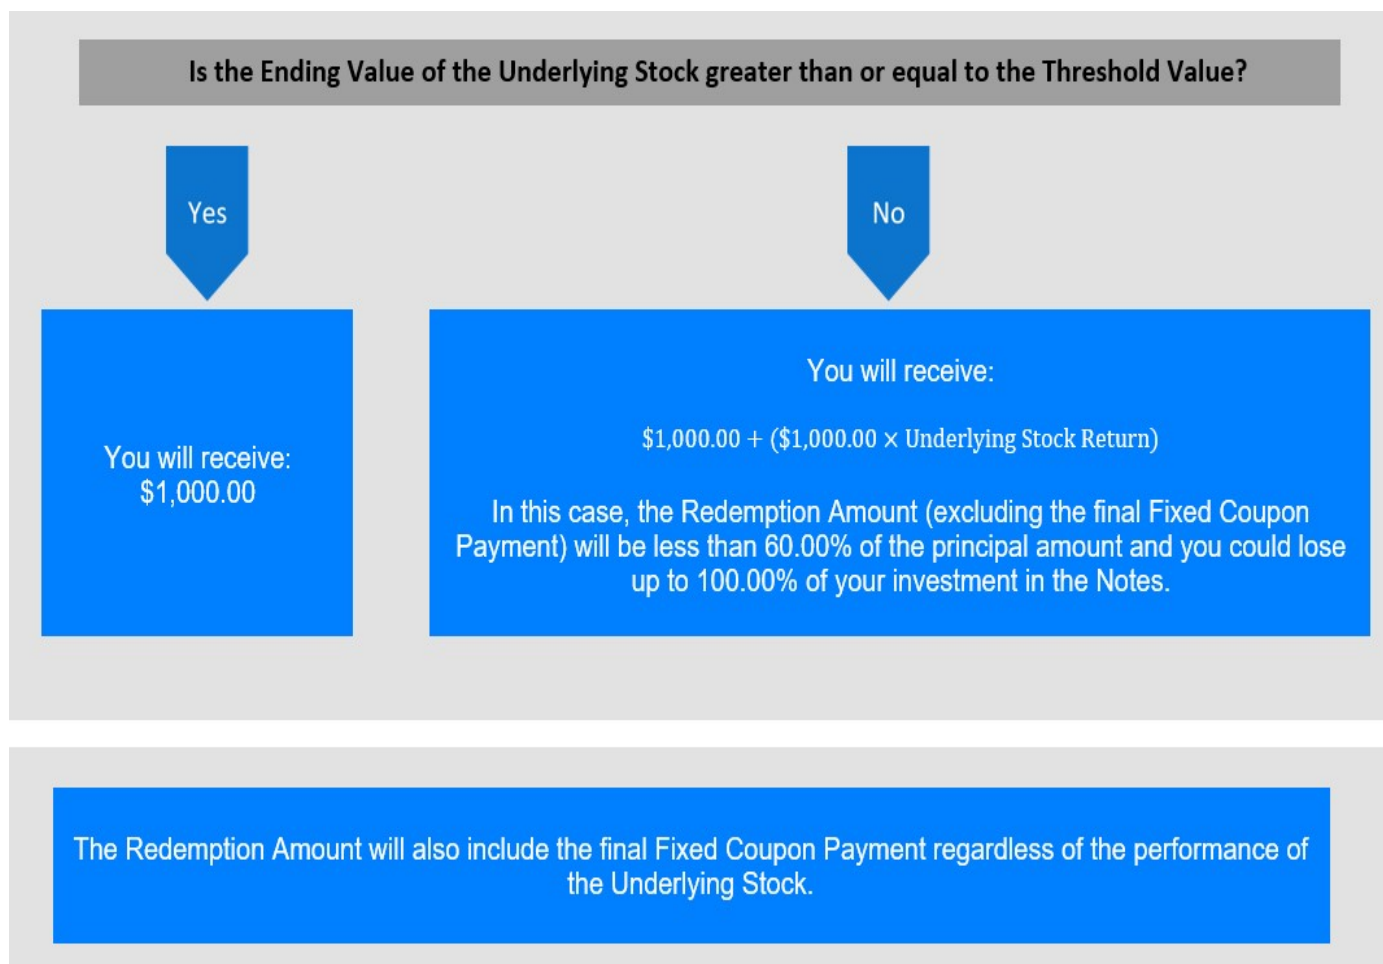 Is the Ending Value of the Underlying Stock greater than or equal to the Threshold Value?
Yes
No
You will receive:
$1,000.00
You will receive:
$1,000.00 + ($1,000.00 × Underlying Stock Return)
In this case, the Redemption Amount (excluding the final Fixed Coupon
Payment) will be less than 60.00% of the principal amount and you could lose
up to 100.00% of your investment in the Notes.
The Redemption Amount will also include the final Fixed Coupon Payment regardless of the performance of
the Underlying Stock.